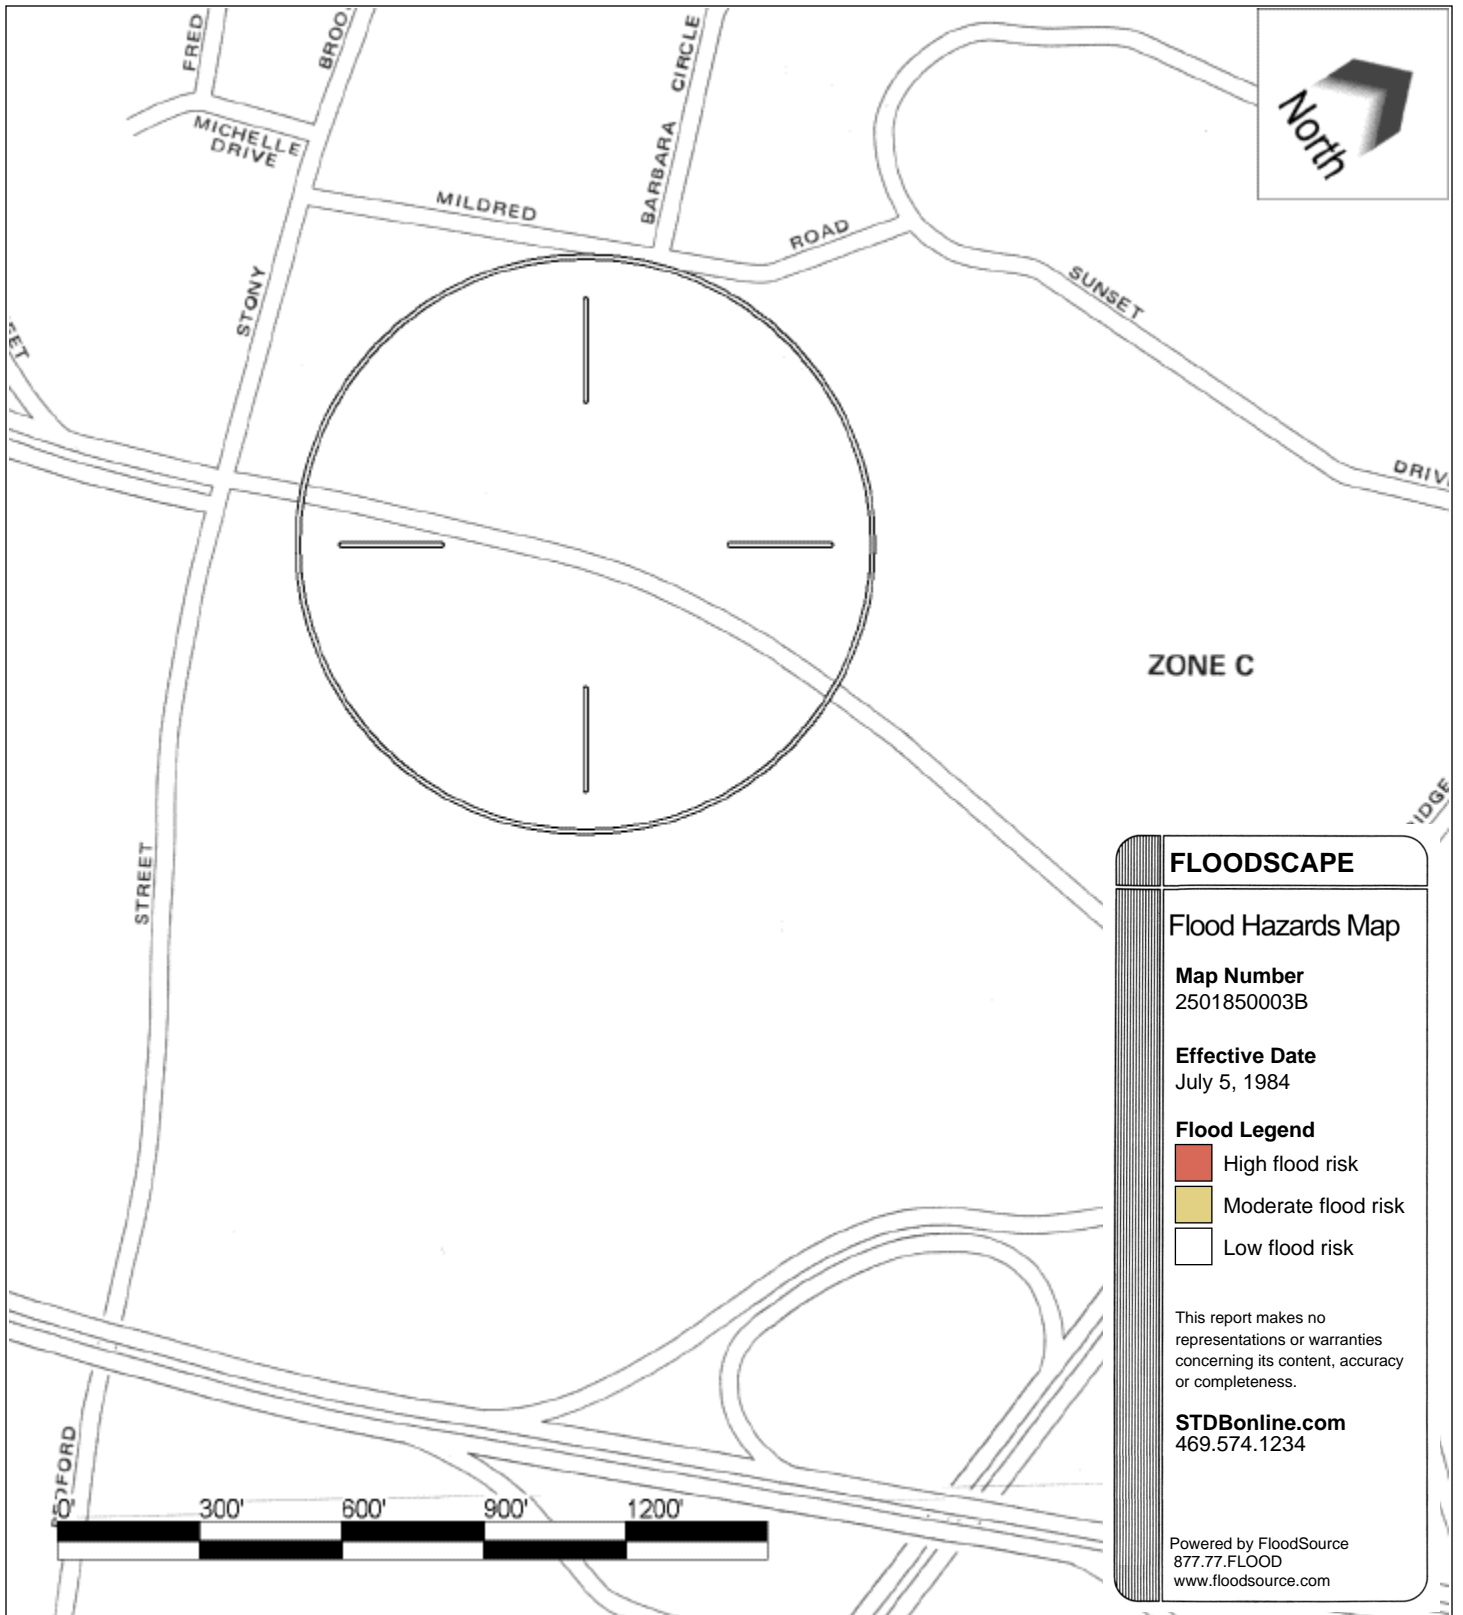 FRED
BROO
MICHELLE
DRIVE
MILDRED
BARBARA CIRCLE
ROAD
North
STONY
SUNSET
DRIV
ZONE C
STREET
FLOODSCAPE
Flood Hazards Map
Map Number
2501850003B
Effective Date
July 5, 1984
Flood Legend
High flood risk
Moderate flood risk
Low flood risk
This report makes no
representations or warranties
concerning its content, accuracy
or completeness.
STDBonline.com
469.574.1234
Powered by FloodSource
877.77.FLOOD
www.floodsource.com
0' 300' 600' 900' 1200'